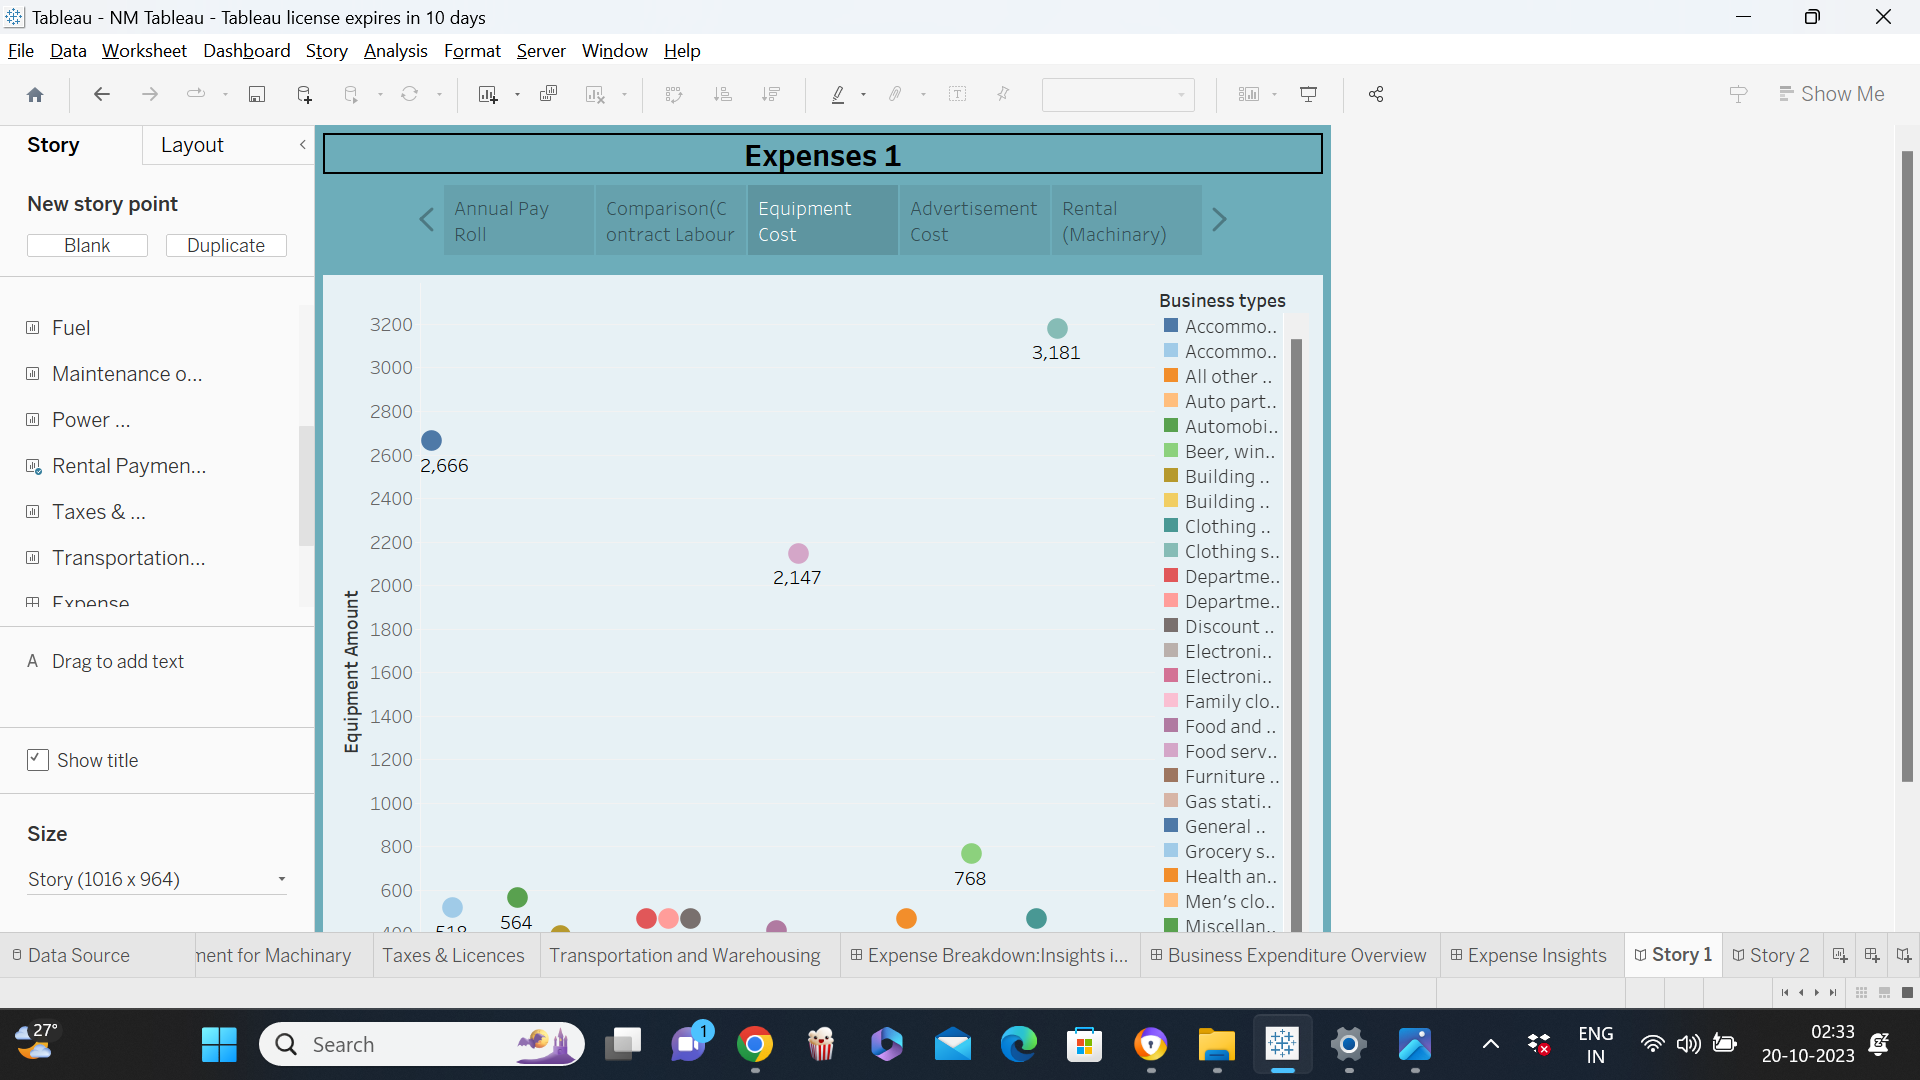 Tableau - NM Tableau - Tableau license expires in 10 days
File Data Worksheet Dashboard Story Analysis Format Server Window Help
Show Me
Story
Layout
New story point
Blank
Duplicate
Fuel
Maintenance o...
Power ...
Rental Paymen...
Taxes & ...
Transportation...
Expense
A Drag to add text
Show title
Size
Story (1016 x 964)
Expenses 1
Annual Pay
Roll
Comparison(C
ontract Labour
Equipment
Cost
Advertisement
Cost
Rental
(Machinery)
Equipment Amount
3200
3000
2800
2600
2400
2200
2000
1800
1600
1400
1200
1000
800
600
400
3,181
2,666
2,147
768
564
518
Business types
Accommo..
Accommo..
All other ..
Auto part..
Automobi..
Beer, win..
Building ..
Building ..
Clothing ..
Clothing s..
Departme..
Departme..
Discount ..
Electroni..
Electroni..
Family clo..
Food and ..
Food serv..
Furniture ..
Gas stati..
General ..
Grocery s..
Health an..
Men's clo..
Miscellan..
Data Source
ment for Machinary
Taxes & Licences
Transportation and Warehousing
Expense Breakdown:Insights i...
Business Expenditure Overview
Expense Insights
Story 1
Story 2
27°
Search
1
ENG
IN
02:33
20-10-2023